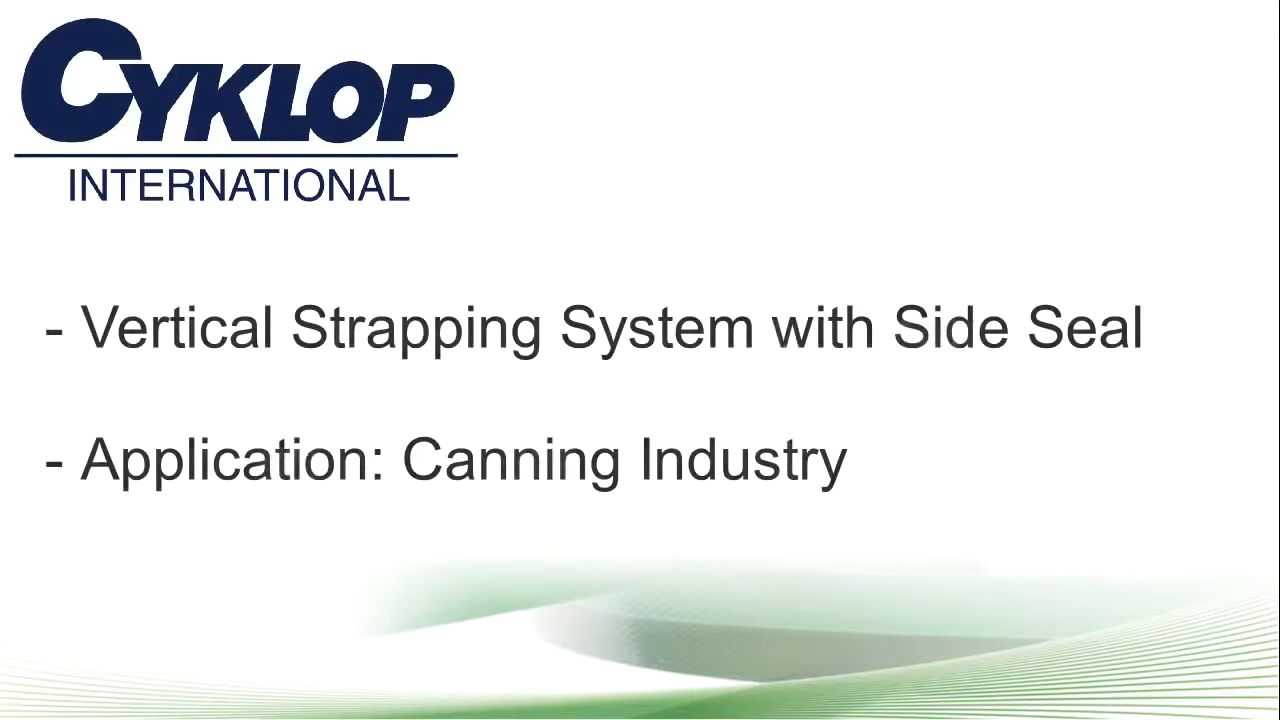 CYKLOP
INTERNATIONAL
- Vertical Strapping System with Side Seal
- Application: Canning Industry